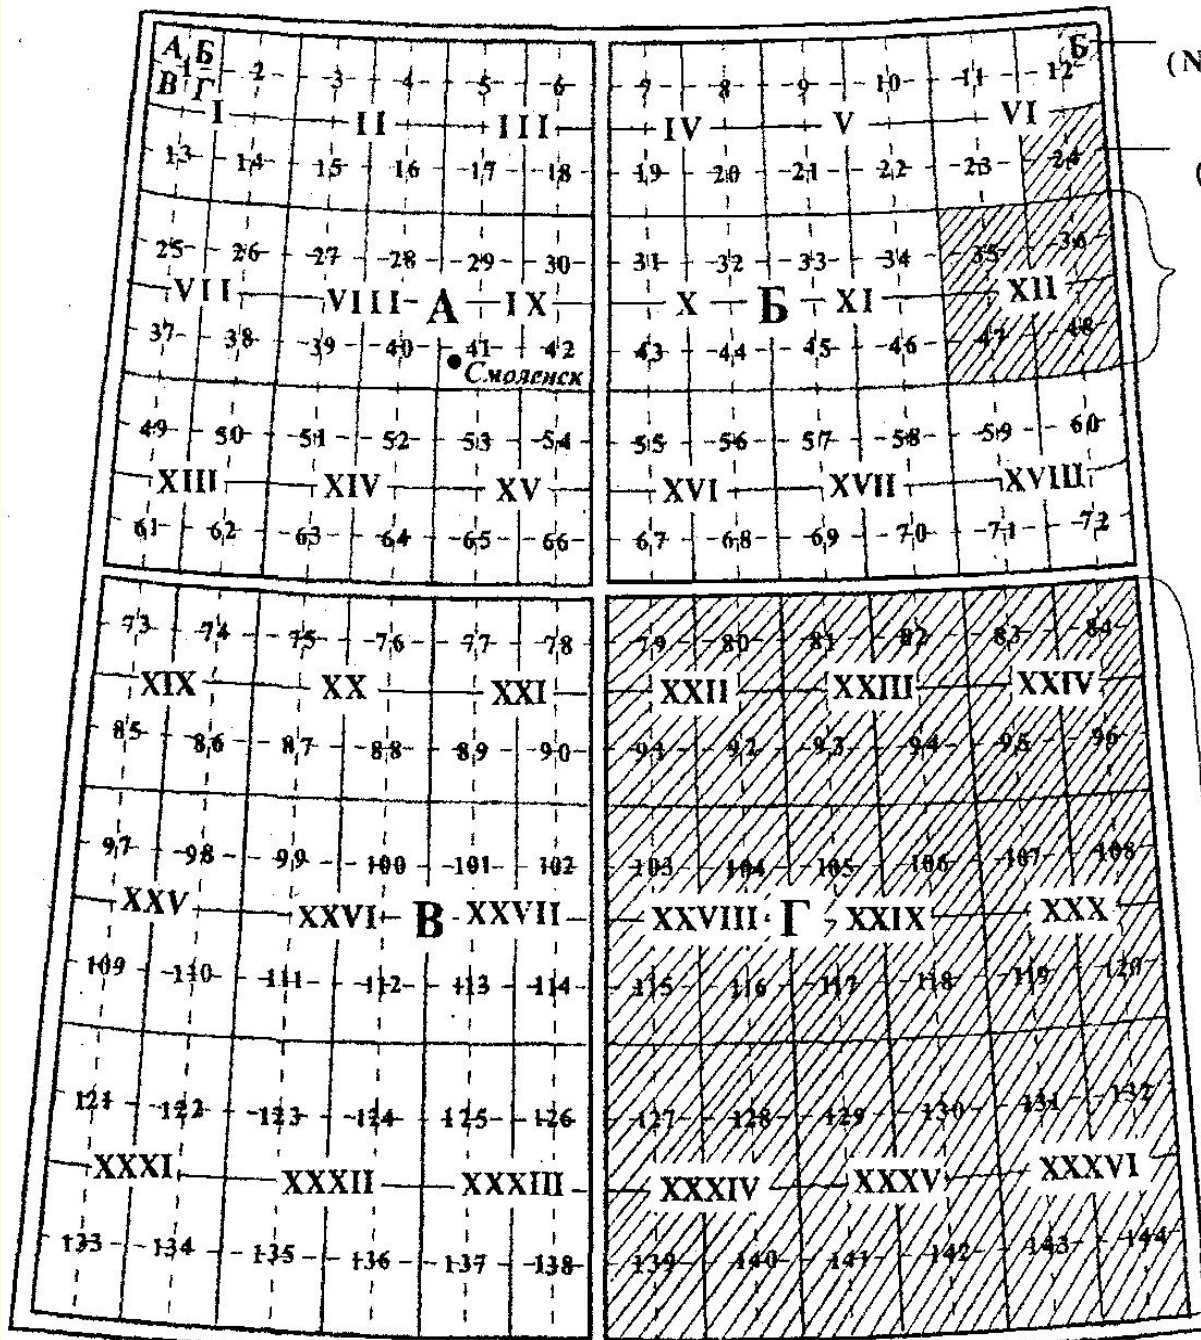 А Б Б
1 2 3 4 5 6 7 8 9 10 11 12 (N
В Г
I II III IV V VI
13 14 15 16 17 18 19 20 21 22 23 24
(
25 26 27 28 29 30 31 32 33 34 35 36
VII VIII А IX X Б XI XII
37 38 39 40 41 42 43 44 45 46 47 48
Смоленск
49 50 51 52 53 54 55 56 57 58 59 60
XIII XIV XV XVI XVII XVIII
61 62 63 64 65 66 67 68 69 70 71 72
73 74 75 76 77 78 79 80 81 82 83 84
XIX XX XXI XXII XXIII XXIV
85 86 87 88 89 90 91 92 93 94 95 96
97 98 99 100 101 102 103 104 105 106 107 108
XXV XXVI В XXVII XXVIII Г XXIX XXX
109 110 111 112 113 114 115 116 117 118 119 120
121 122 123 124 125 126 127 128 129 130 131 132
XXXI XXXII XXXIII XXXIV XXXV XXXVI
133 134 135 136 137 138 139 140 141 142 143 144